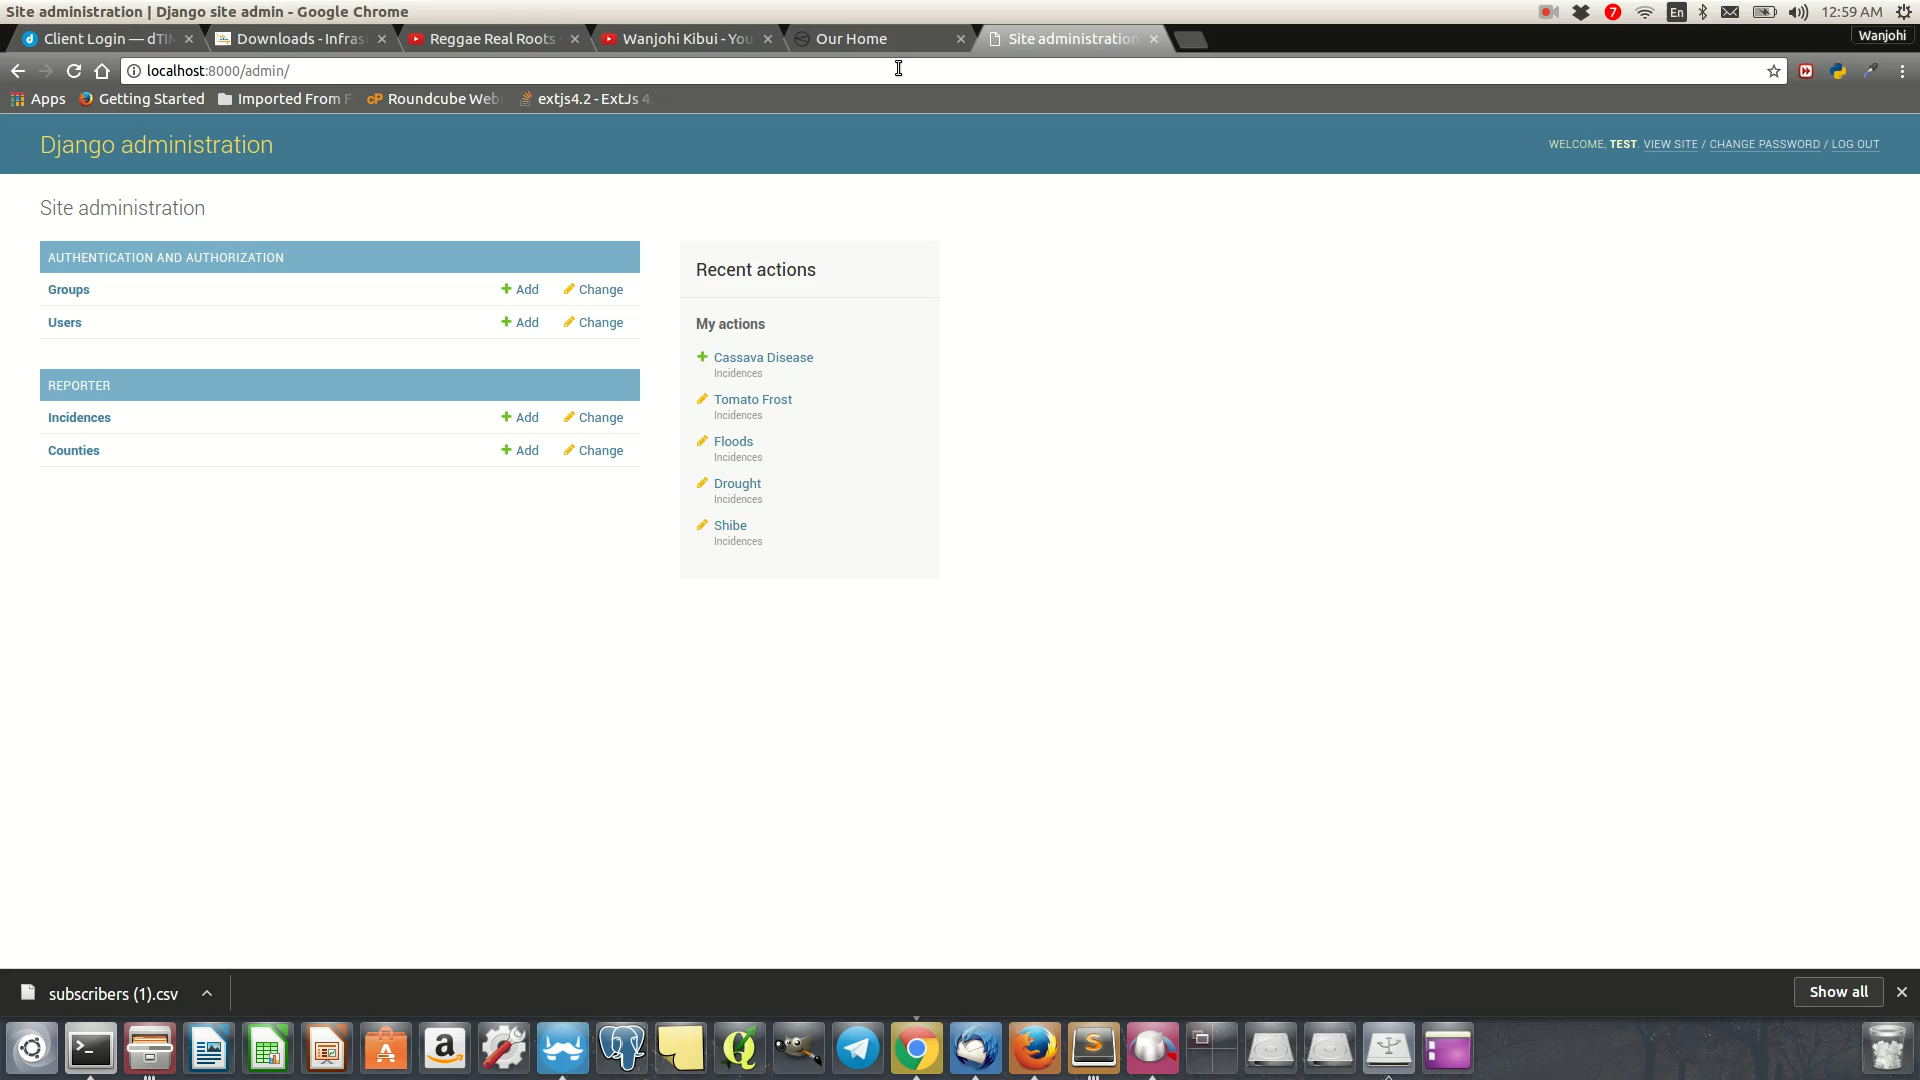 Site administration | Django site admin - Google Chrome
7
En
12:59 AM
Client Login — dTIM
Downloads - Infras
Reggae Real Roots
Wanjohi Kibui - You
Our Home
Site administration
Wanjohi
localhost:8000/admin/
Apps
Getting Started
Imported From F
cP Roundcube Web
extjs4.2 - ExtJs 4
Django administration
WELCOME, TEST. VIEW SITE / CHANGE PASSWORD / LOG OUT
Site administration
AUTHENTICATION AND AUTHORIZATION
Groups Add Change
Users Add Change
REPORTER
Incidences Add Change
Counties Add Change
Recent actions
My actions
Cassava Disease
Incidences
Tomato Frost
Incidences
Floods
Incidences
Drought
Incidences
Shibe
Incidences
subscribers (1).csv
Show all